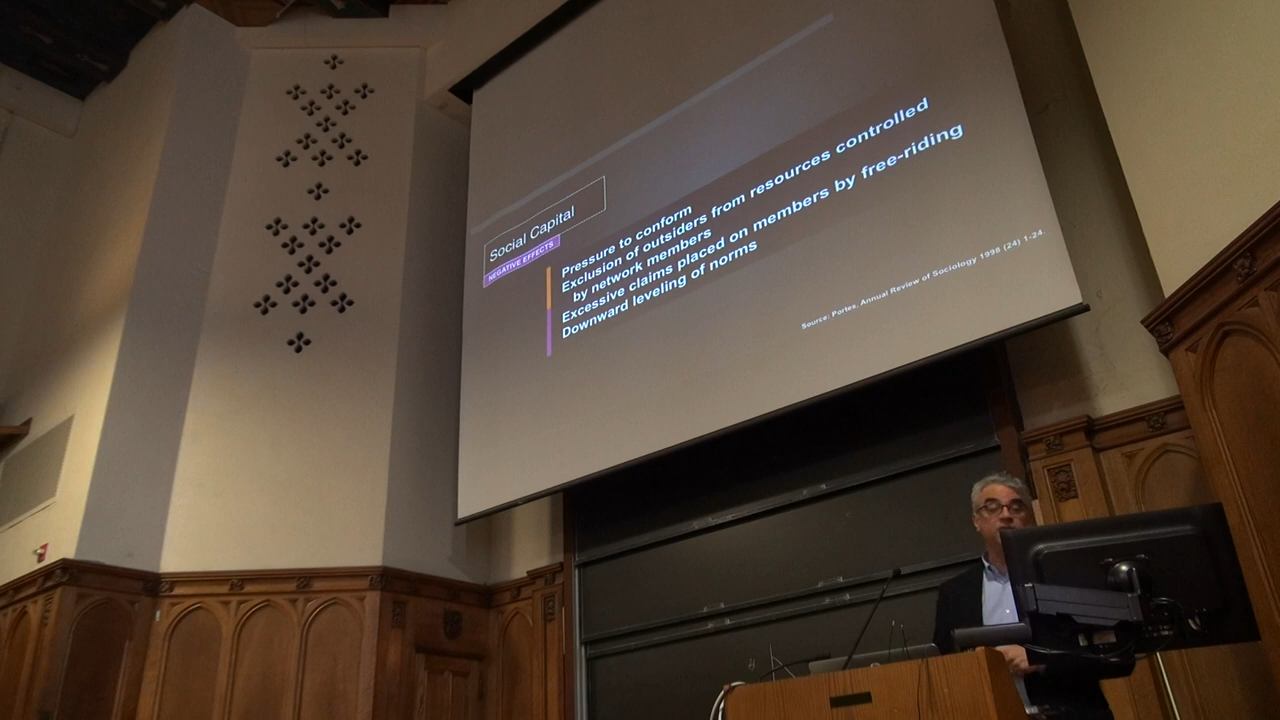 Social Capital
NEGATIVE EFFECTS
Pressure to conform
Exclusion of outsiders from resources controlled
by network members
Excessive claims placed on members by free-riding
Downward leveling of norms
Source: Portes, Annual Review of Sociology 1998 (24) 1-24.